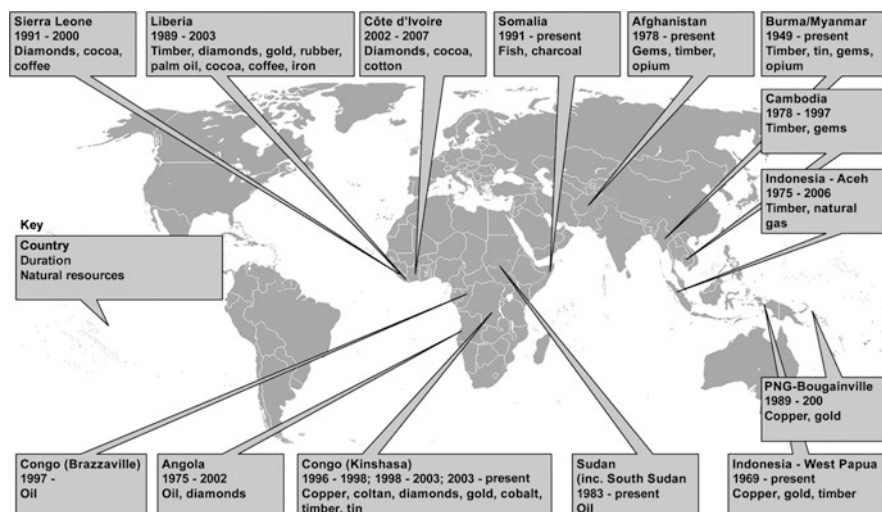 Sierra Leone
1991 - 2000
Diamonds, cocoa,
coffee
Liberia
1989 - 2003
Timber, diamonds, gold, rubber,
palm oil, cocoa, coffee, iron
Côte d'Ivoire
2002 - 2007
Diamonds, cocoa,
cotton
Somalia
1991 - present
Fish, charcoal
Afghanistan
1978 - present
Gems, timber,
opium
Burma/Myanmar
1949 - present
Timber, tin, gems,
opium
Cambodia
1978 - 1997
Timber, gems
Indonesia - Aceh
1975 - 2006
Timber, natural
gas
Key
Country
Duration
Natural resources
PNG-Bougainville
1989 - 200
Copper, gold
Congo (Brazzaville)
1997 -
Oil
Angola
1975 - 2002
Oil, diamonds
Congo (Kinshasa)
1996 - 1998; 1998 - 2003; 2003 - present
Copper, coltan, diamonds, gold, cobalt,
timber, tin
Sudan
(inc. South Sudan
1983 - present
Oil
Indonesia - West Papua
1969 - present
Copper, gold, timber